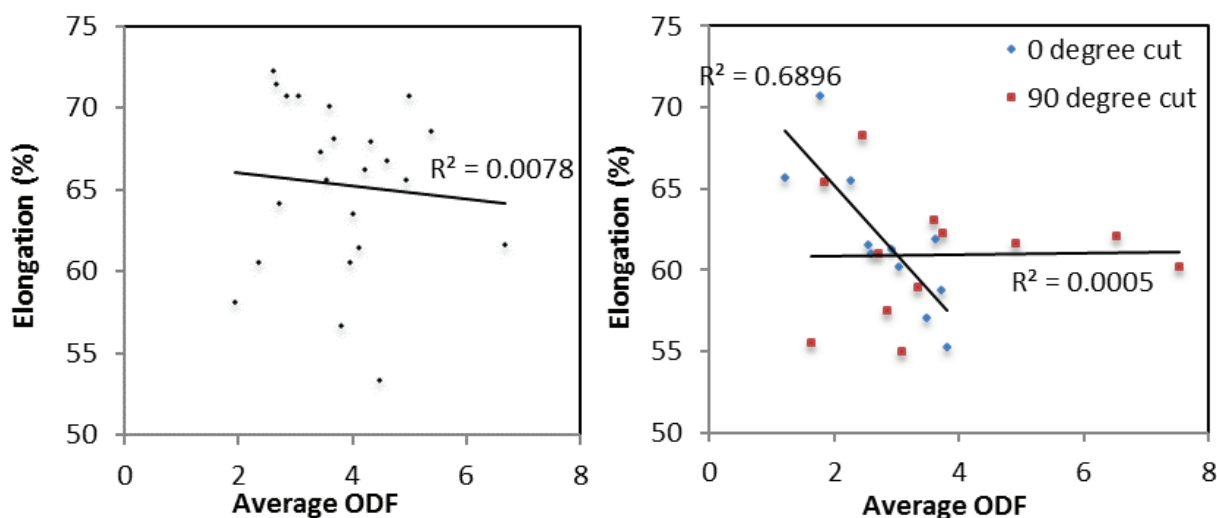 75
70
65
60
55
50
Elongation (%)
R² = 0.0078
0
2
4
6
8
Average ODF
75
70
65
60
55
50
Elongation (%)
0 degree cut
R² = 0.6896
90 degree cut
R² = 0.0005
0
2
4
6
8
Average ODF